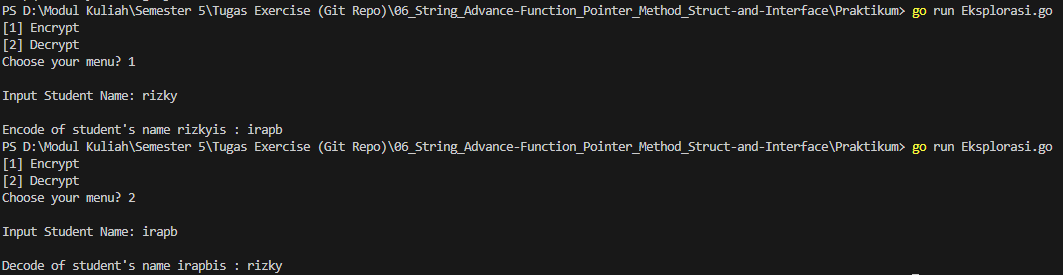 PS D:\Modul Kuliah\Semester 5\Tugas Exercise (Git Repo)\06_String_Advance-Function_Pointer_Method_Struct-and-Interface\Praktikum> go run Eksplorasi.go
[1] Encrypt
[2] Decrypt
Choose your menu? 1
Input Student Name: rizky
Encode of student's name rizkyis : irapb
PS D:\Modul Kuliah\Semester 5\Tugas Exercise (Git Repo)\06_String_Advance-Function_Pointer_Method_Struct-and-Interface\Praktikum> go run Eksplorasi.go
[1] Encrypt
[2] Decrypt
Choose your menu? 2
Input Student Name: irapb
Decode of student's name irapbis : rizky